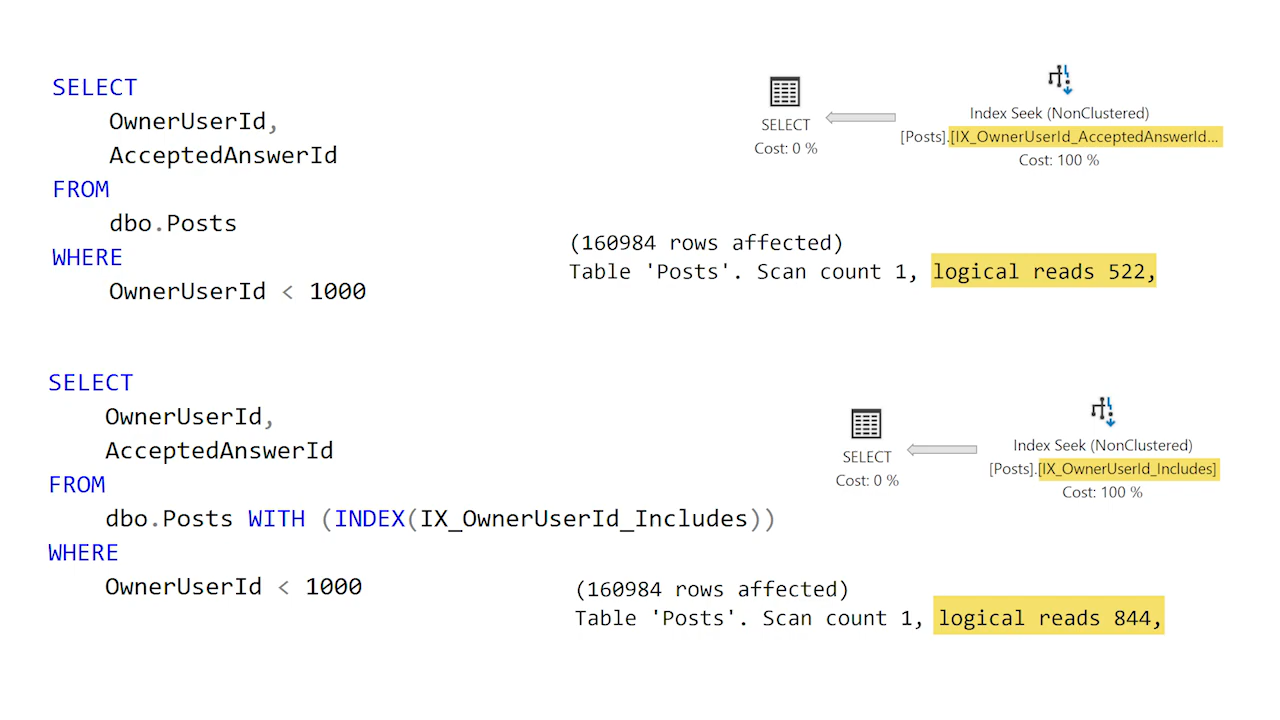 SELECT
OwnerUserId,
AcceptedAnswerId
FROM
dbo.Posts
WHERE
OwnerUserId < 1000
SELECT
Cost: 0 %
Index Seek (NonClustered)
[Posts].[IX_OwnerUserId_AcceptedAnswerId...
Cost: 100 %
(160984 rows affected)
Table 'Posts'. Scan count 1, logical reads 522,
SELECT
OwnerUserId,
AcceptedAnswerId
FROM
dbo.Posts WITH (INDEX(IX_OwnerUserId_Includes))
WHERE
OwnerUserId < 1000
SELECT
Cost: 0 %
Index Seek (NonClustered)
[Posts].[IX_OwnerUserId_Includes]
Cost: 100 %
(160984 rows affected)
Table 'Posts'. Scan count 1, logical reads 844,